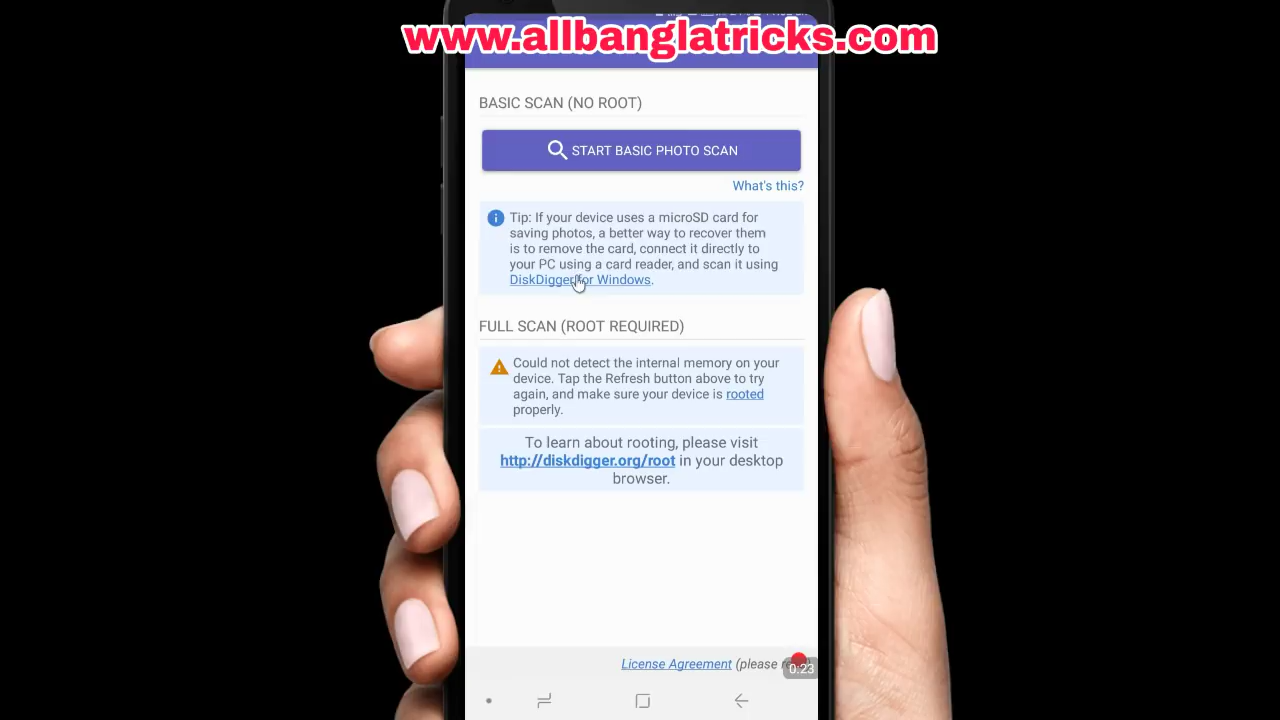 www.allbanglatricks.com
BASIC SCAN (NO ROOT)
START BASIC PHOTO SCAN
What's this?
Tip: If your device uses a microSD card for
saving photos, a better way to recover them
is to remove the card, connect it directly to
your PC using a card reader, and scan it using
DiskDigger for Windows.
FULL SCAN (ROOT REQUIRED)
Could not detect the internal memory on your
device. Tap the Refresh button above to try
again, and make sure your device is rooted
properly.
To learn about rooting, please visit
http://diskdigger.org/root in your desktop
browser.
License Agreement (please
0:23